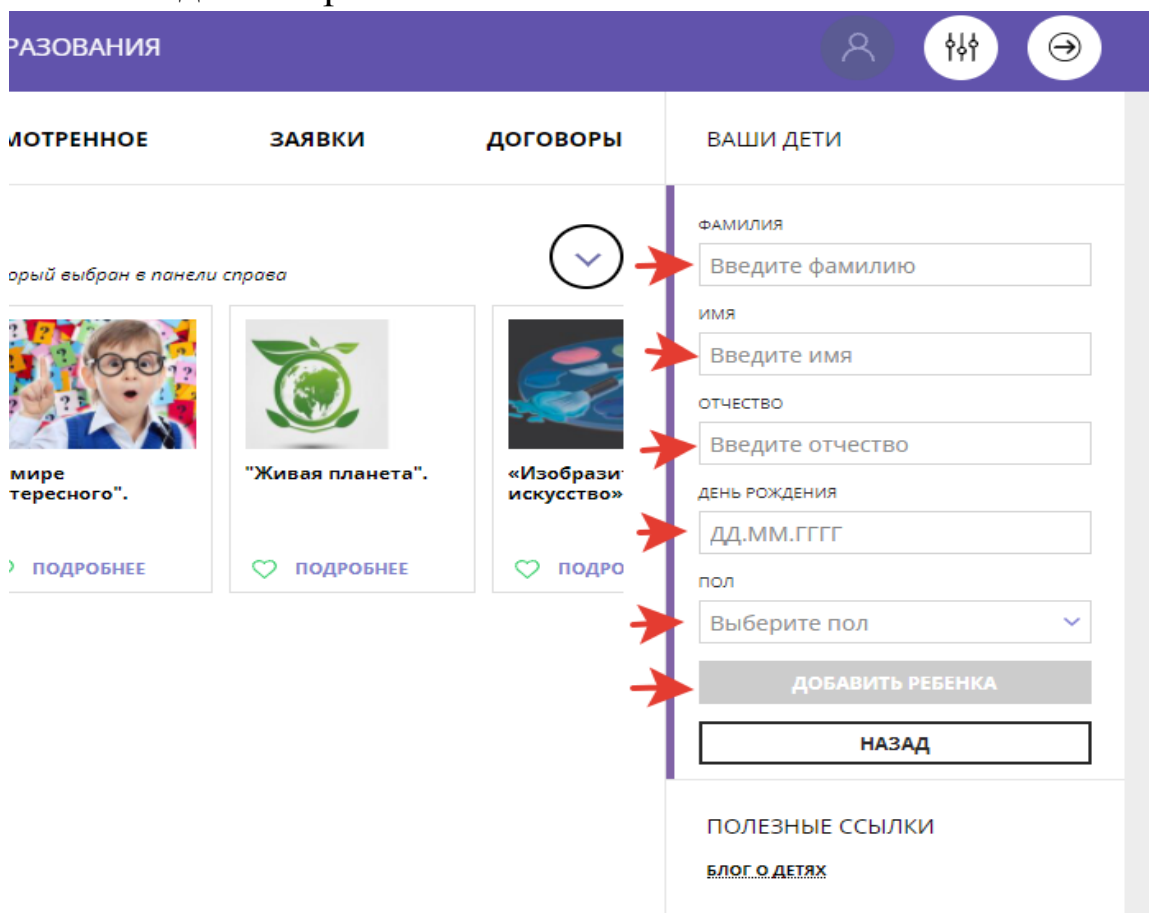 РАЗОВАНИЯ
МОТРЕННОЕ ЗАЯВКИ ДОГОВОРЫ
орый выбран в панели справа
мире
тересного".
ПОДРОБНЕЕ
"Живая планета".
ПОДРОБНЕЕ
«Изобрази
искусство»
ПОДРО
ВАШИ ДЕТИ
ФАМИЛИЯ
Введите фамилию
ИМЯ
Введите имя
ОТЧЕСТВО
Введите отчество
ДЕНЬ РОЖДЕНИЯ
ДД.ММ.ГГГГ
ПОЛ
Выберите пол
ДОБАВИТЬ РЕБЕНКА
НАЗАД
ПОЛЕЗНЫЕ ССЫЛКИ
БЛОГ О ДЕТЯХ